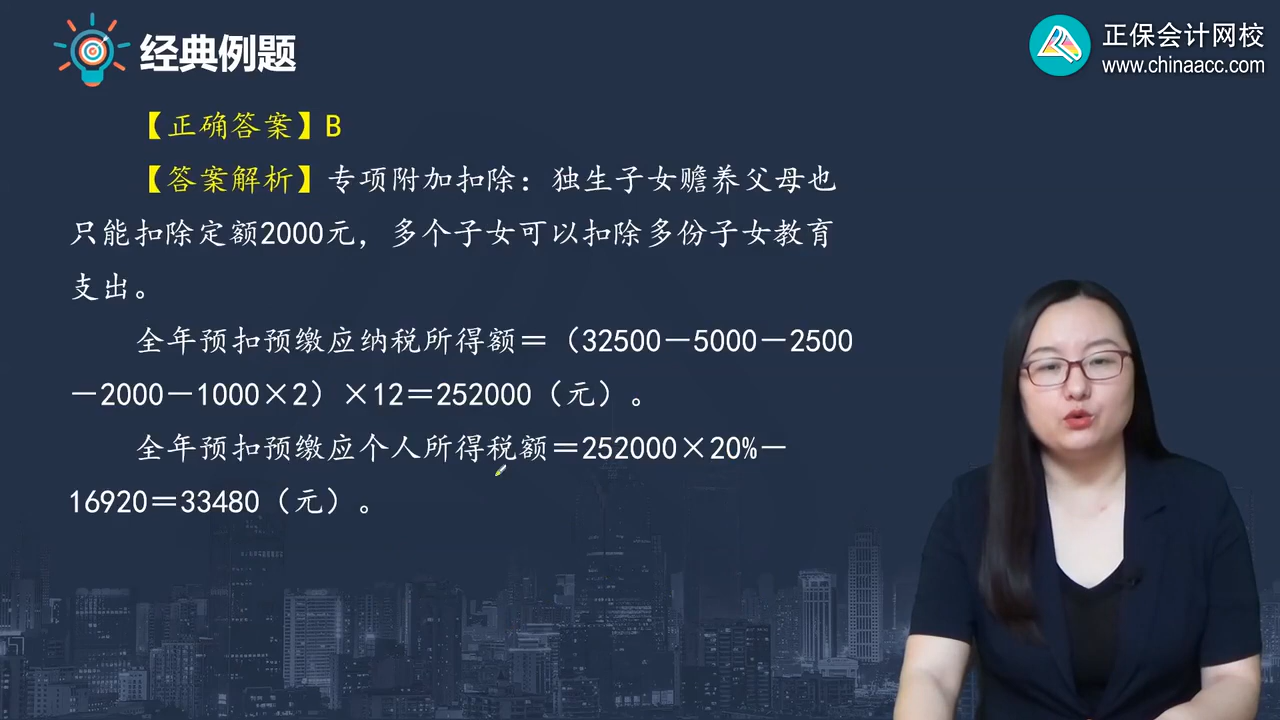 经典例题
正保会计网校
www.chinaacc.com
【正确答案】B
【答案解析】专项附加扣除：独生子女赡养父母也
只能扣除定额2000元，多个子女可以扣除多份子女教育
支出。
全年预扣预缴应纳税所得额＝（32500－5000－2500
－2000－1000×2）×12＝252000（元）。
全年预扣预缴应个人所得税额＝252000×20%－
16920＝33480（元）。